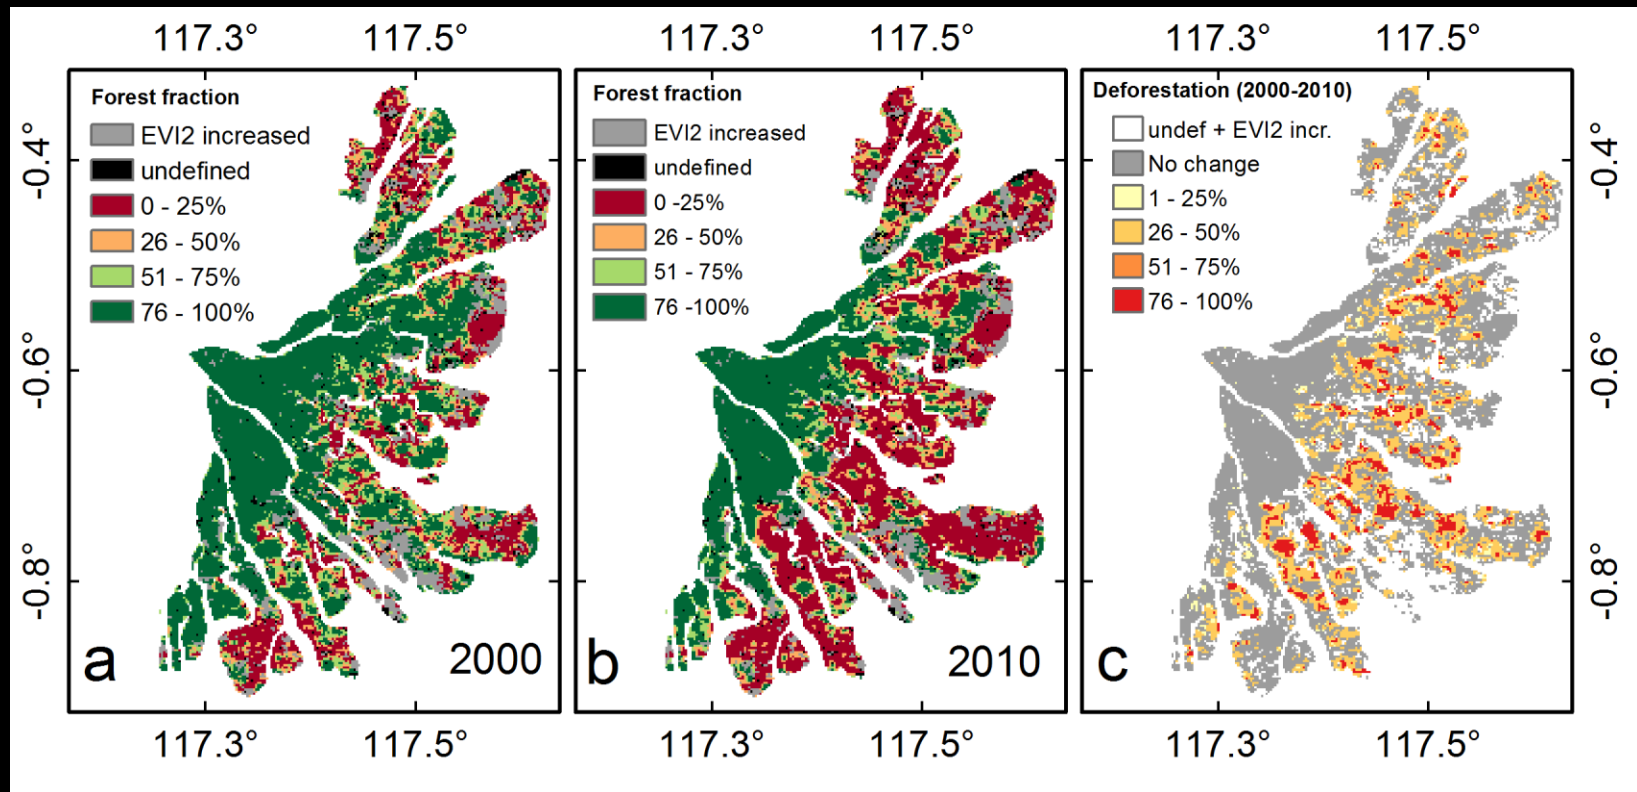 117.3° 117.5° 117.3° 117.5° 117.3° 117.5°
-0.4°
-0.6°
-0.8°
Forest fraction
EVI2 increased
undefined
0 - 25%
26 - 50%
51 - 75%
76 - 100%
a
2000
Forest fraction
EVI2 increased
undefined
0 -25%
26 - 50%
51 - 75%
76 -100%
b
2010
Deforestation (2000-2010)
undef + EVI2 incr.
No change
1 - 25%
26 - 50%
51 - 75%
76 - 100%
c
-0.4°
-0.6°
-0.8°
117.3° 117.5° 117.3° 117.5° 117.3° 117.5°